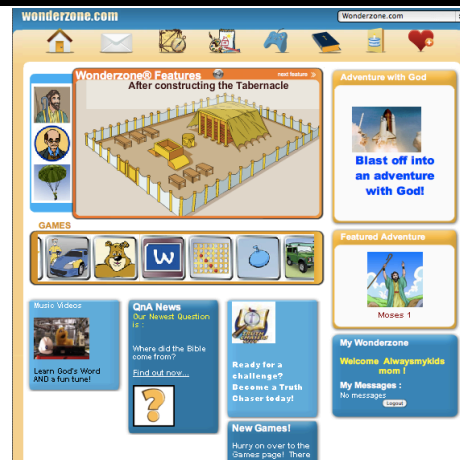 wonderzone.com
Wonderzone.com
Wonderzone® Features
next feature »
After constructing the Tabernacle
Adventure with God
Blast off into
an adventure
with God!
GAMES
W
Featured Adventure
Moses 1
Music Videos
Learn God's Word
AND a fun tune!
QnA News
Our Newest Question
is :
Where did the Bible
come from?
Find out now...
?
TRUTH
CHASER
Ready for a
challenge?
Become a Truth
Chaser today!
New Games!
Hurry on over to the
Games page! There
My Wonderzone
Welcome Alwaysmykids
mom !
My Messages :
No messages
Logout